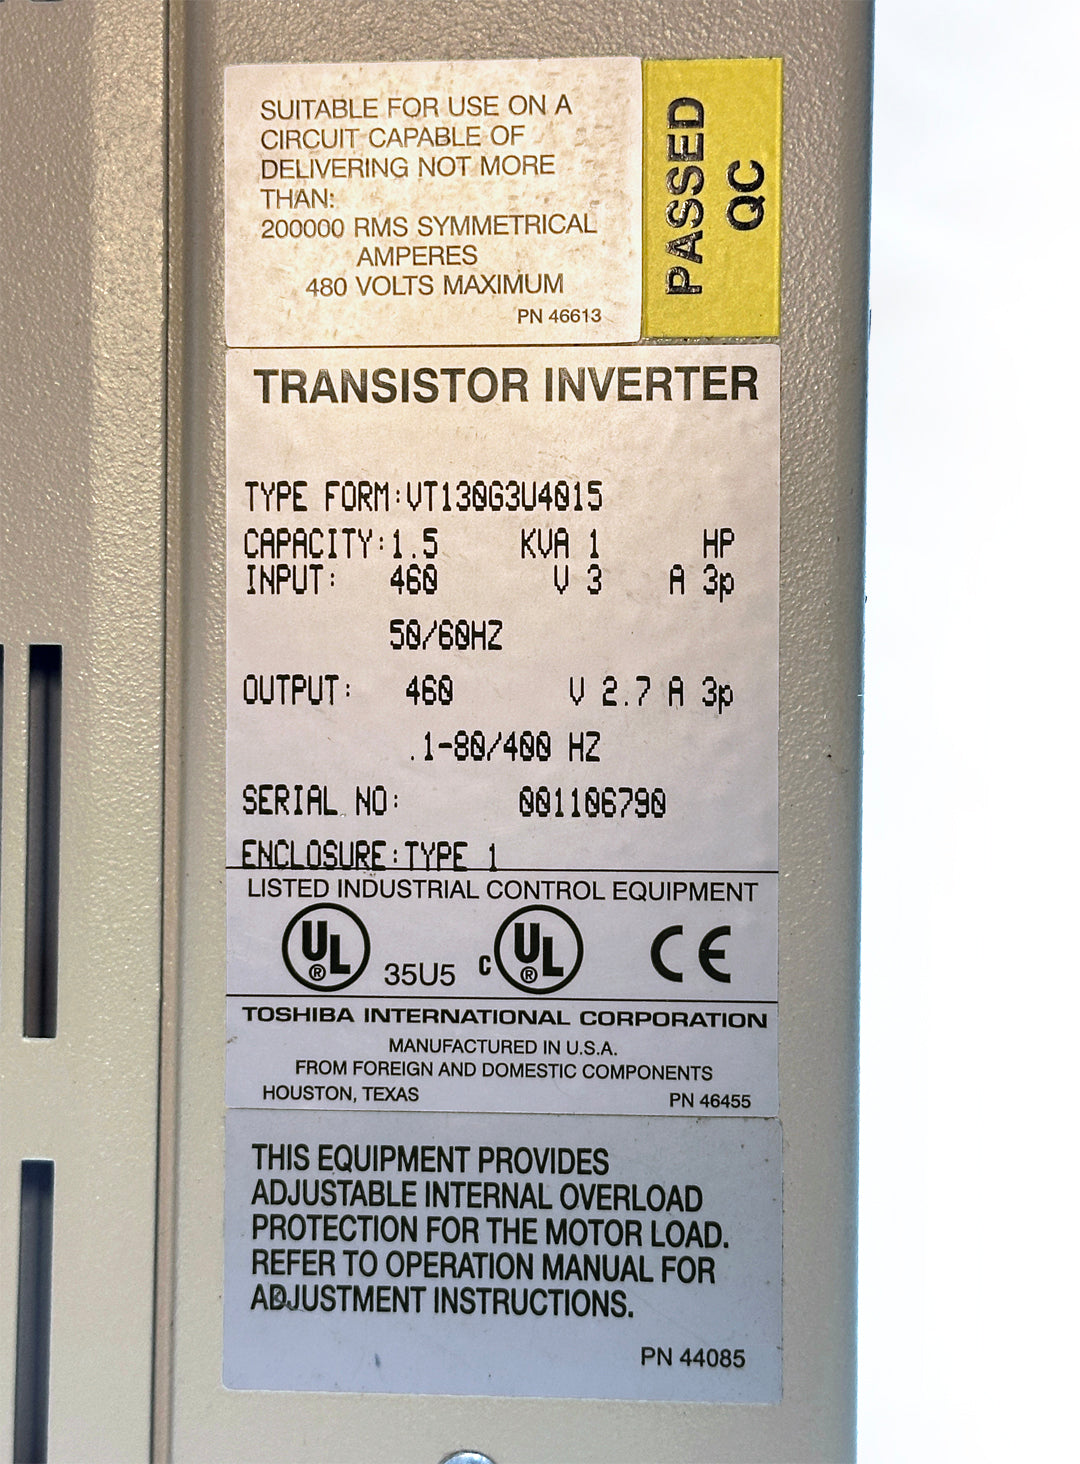 SUITABLE FOR USE ON A
CIRCUIT CAPABLE OF
DELIVERING NOT MORE
THAN:
200000 RMS SYMMETRICAL
AMPERES
480 VOLTS MAXIMUM
PN 46613
PASSED
QC
TRANSISTOR INVERTER
TYPE FORM:VT130G3U4015
CAPACITY:1.5 KVA 1 HP
INPUT: 460 V 3 A 3p
50/60HZ
OUTPUT: 460 V 2.7 A 3p
.1-80/400 HZ
SERIAL NO: 001106790
ENCLOSURE:TYPE 1
LISTED INDUSTRIAL CONTROL EQUIPMENT
UL® 35U5 c UL® CE
TOSHIBA INTERNATIONAL CORPORATION
MANUFACTURED IN U.S.A.
FROM FOREIGN AND DOMESTIC COMPONENTS
HOUSTON, TEXAS PN 46455
THIS EQUIPMENT PROVIDES
ADJUSTABLE INTERNAL OVERLOAD
PROTECTION FOR THE MOTOR LOAD.
REFER TO OPERATION MANUAL FOR
ADJUSTMENT INSTRUCTIONS.
PN 44085